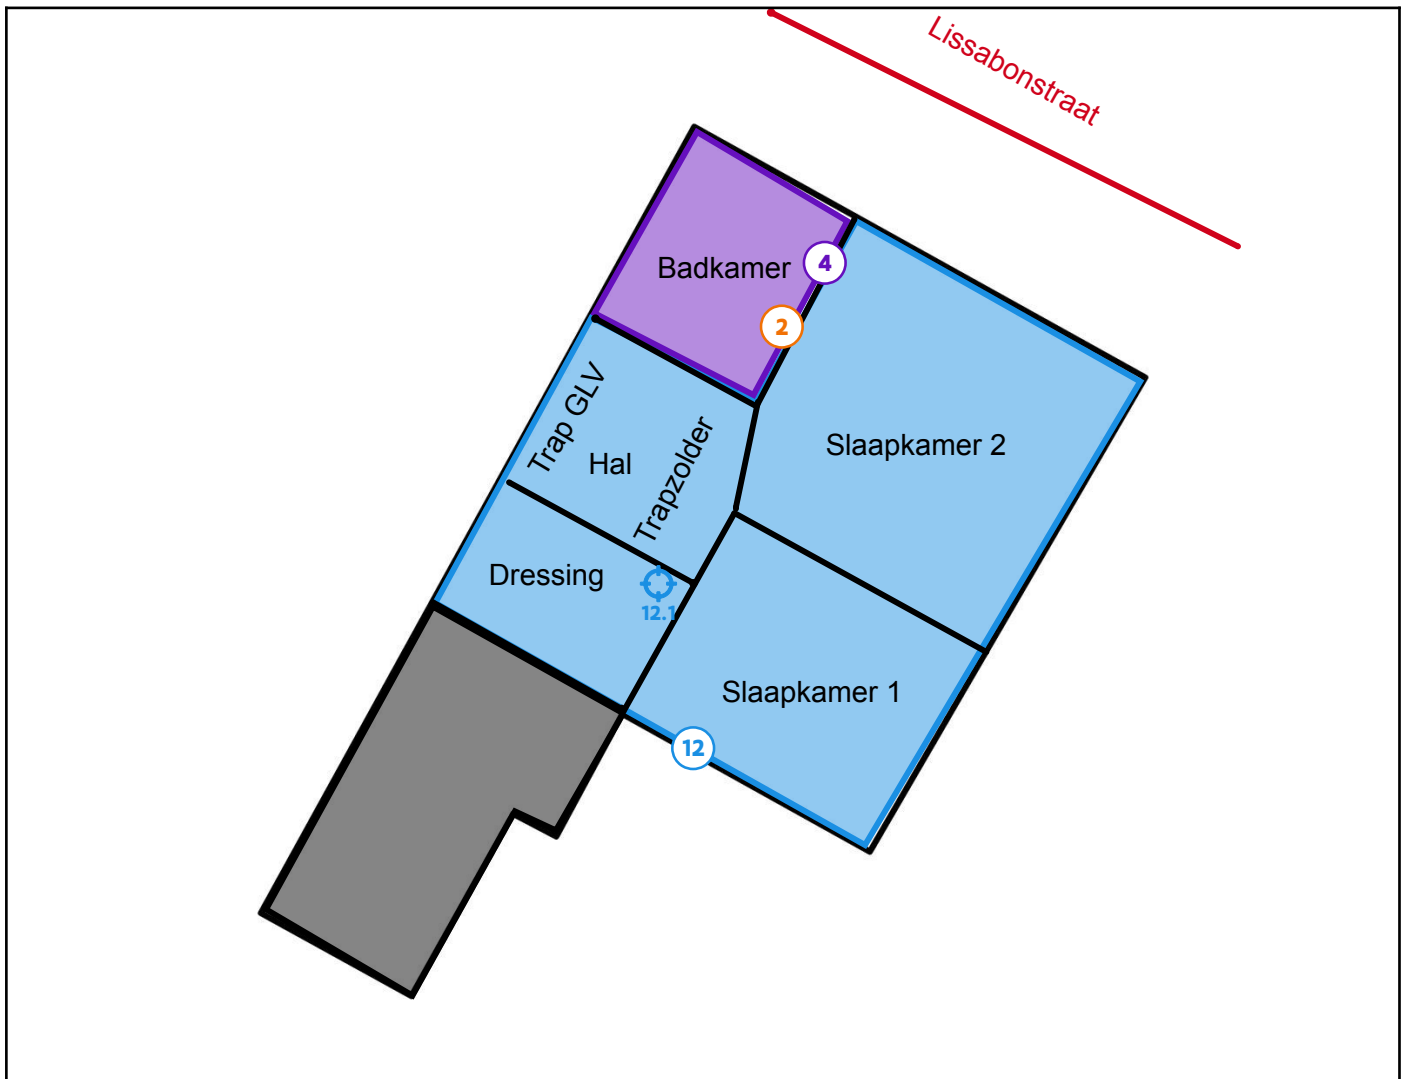 Lissabonstraat
Badkamer
4
2
Trap GLV
Hal
Trapzolder
Slaapkamer 2
Dressing
12.1
Slaapkamer 1
12